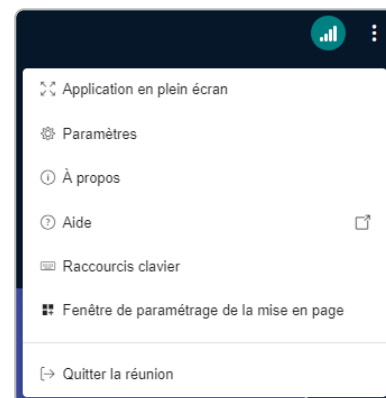 Application en plein écran
Paramètres
À propos
Aide
Raccourcis clavier
Fenêtre de paramétrage de la mise en page
Quitter la réunion